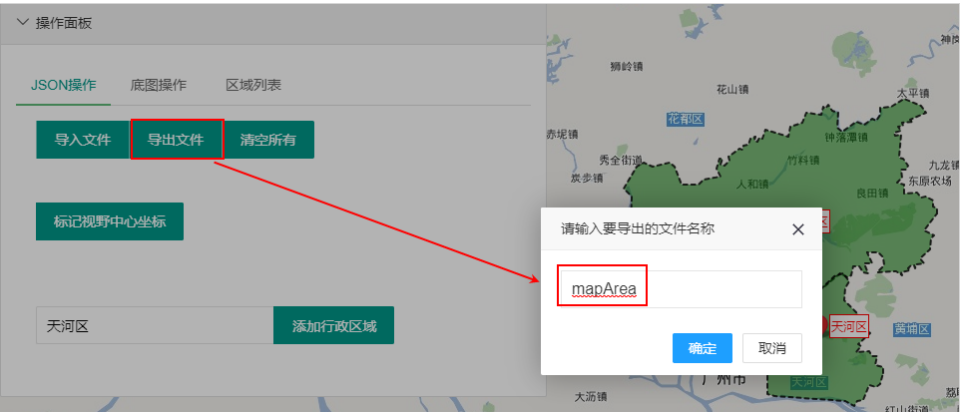 操作面板
JSON操作
底图操作
区域列表
导入文件
导出文件
清空所有
标记视野中心坐标
天河区
添加行政区域
请输入要导出的文件名称
mapArea
确定
取消
狮岭镇
花山镇
太平镇
花都区
赤坭镇
钟落潭镇
秀全街道
竹料镇
九龙镇
炭步镇
人和镇
东原农场
良田镇
区
天河区
黄埔区
广州市
天河区
大沥镇
红山街道